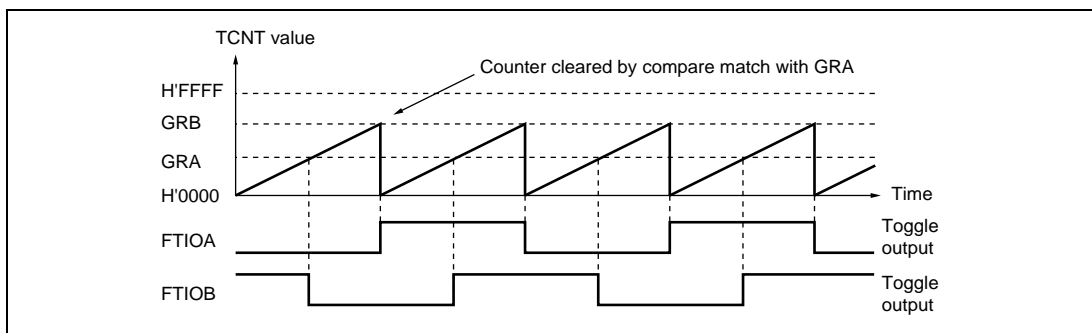 TCNT value
Counter cleared by compare match with GRA
H'FFFF
GRB
GRA
H'0000
Time
FTIOA
Toggle
output
FTIOB
Toggle
output